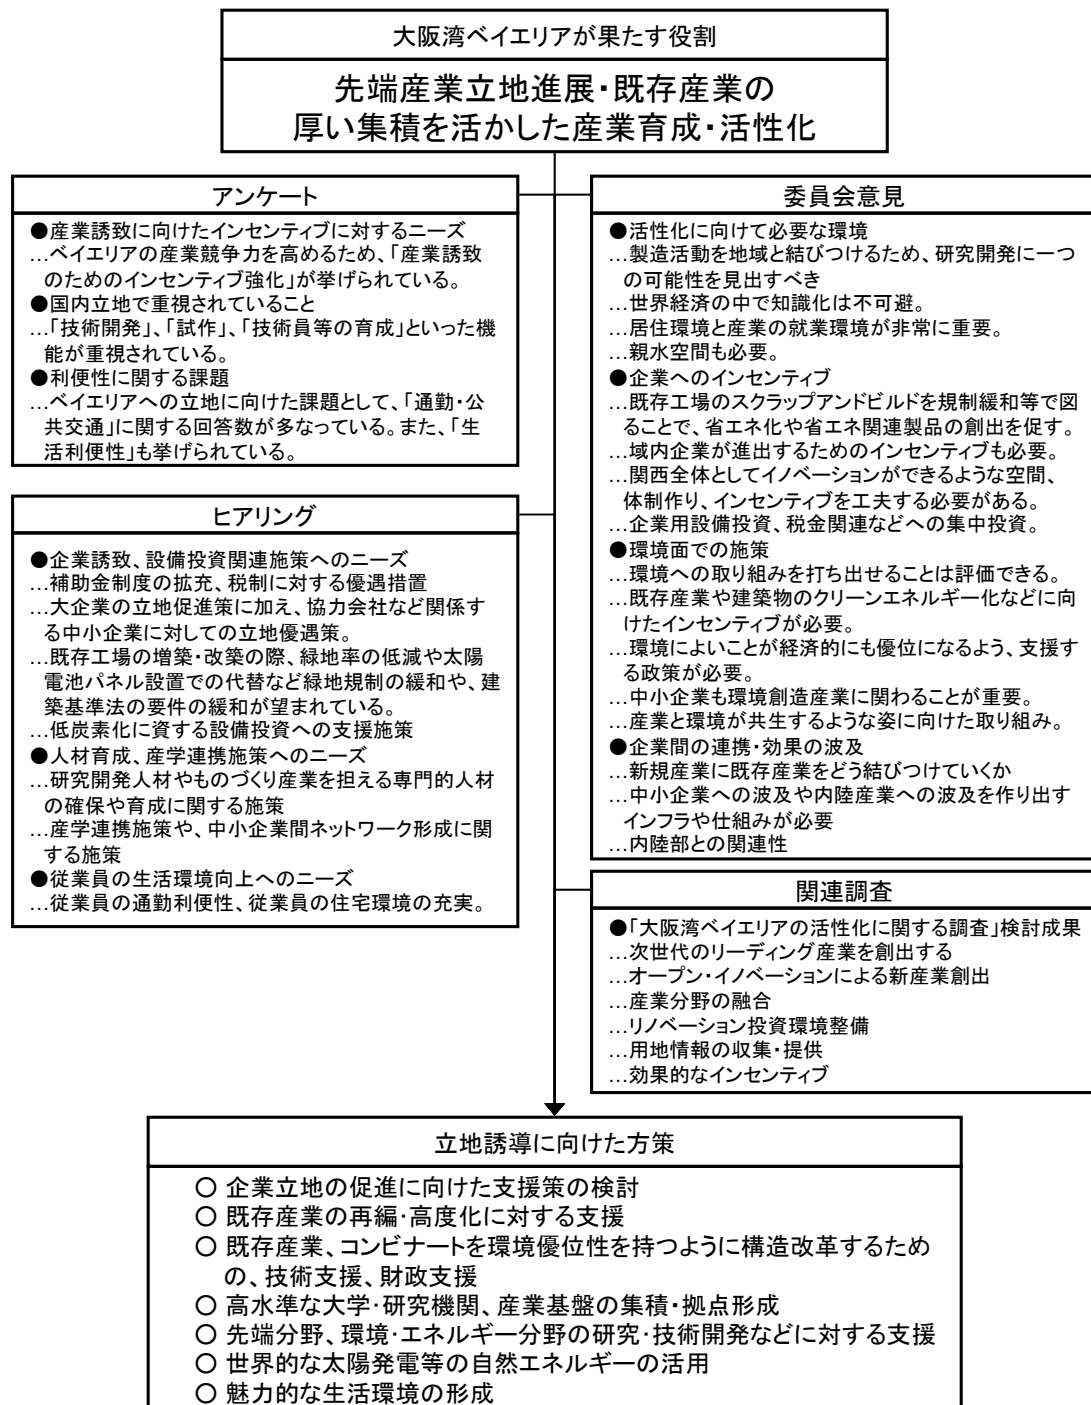 大阪湾ベイエリアが果たす役割
先端産業立地進展・既存産業の
厚い集積を活かした産業育成・活性化
アンケート
●産業誘致に向けたインセンティブに対するニーズ
…ベイエリアの産業競争力を高めるため、「産業誘致
のためのインセンティブ強化」が挙げられている。
●国内立地で重視されていること
…「技術開発」、「試作」、「技術員等の育成」といった機
能が重視されている。
●利便性に関する課題
…ベイエリアへの立地に向けた課題として、「通勤・公
共交通」に関する回答数が多なっている。また、「生
活利便性」も挙げられている。
ヒアリング
●企業誘致、設備投資関連施策へのニーズ
…補助金制度の拡充、税制に対する優遇措置
…大企業の立地促進策に加え、協力会社など関係す
る中小企業に対しての立地優遇策。
…既存工場の増築・改築の際、緑地率の低減や太陽
電池パネル設置での代替など緑地規制の緩和や、建
築基準法の要件の緩和が望まれている。
…低炭素化に資する設備投資への支援施策
●人材育成、産学連携施策へのニーズ
…研究開発人材やものづくり産業を担える専門的人材
の確保や育成に関する施策
…産学連携施策や、中小企業間ネットワーク形成に関
する施策
●従業員の生活環境向上へのニーズ
…従業員の通勤利便性、従業員の住宅環境の充実。
委員会意見
●活性化に向けて必要な環境
…製造活動を地域と結びつけるため、研究開発に一つ
の可能性を見出すべき
…世界経済の中で知識化は不可避。
…居住環境と産業の就業環境が非常に重要。
…親水空間も必要。
●企業へのインセンティブ
…既存工場のスクラップアンドビルドを規制緩和等で図
ることで、省エネ化や省エネ関連製品の創出を促す。
…域内企業が進出するためのインセンティブも必要。
…関西全体としてイノベーションができるような空間、
体制作り、インセンティブを工夫する必要がある。
…企業用設備投資、税金関連などへの集中投資。
●環境面での施策
…環境への取り組みを打ち出せることは評価できる。
…既存産業や建築物のクリーンエネルギー化などに向
けたインセンティブが必要。
…環境によいことが経済的にも優位になるよう、支援す
る政策が必要。
…中小企業も環境創造産業に関わることが重要。
…産業と環境が共生するような姿に向けた取り組み。
●企業間の連携・効果の波及
…新規産業に既存産業をどう結びつけていくか
…中小企業への波及や内陸産業への波及を作り出す
インフラや仕組みが必要
…内陸部との関連性
関連調査
●「大阪湾ベイエリアの活性化に関する調査」検討成果
…次世代のリーディング産業を創出する
…オープン・イノベーションによる新産業創出
…産業分野の融合
…リノベーション投資環境整備
…用地情報の収集・提供
…効果的なインセンティブ
立地誘導に向けた方策
○ 企業立地の促進に向けた支援策の検討
○ 既存産業の再編・高度化に対する支援
○ 既存産業、コンビナートを環境優位性を持つように構造改革するため
の、技術支援、財政支援
○ 高水準な大学・研究機関、産業基盤の集積・拠点形成
○ 先端分野、環境・エネルギー分野の研究・技術開発などに対する支援
○ 世界的な太陽発電等の自然エネルギーの活用
○ 魅力的な生活環境の形成